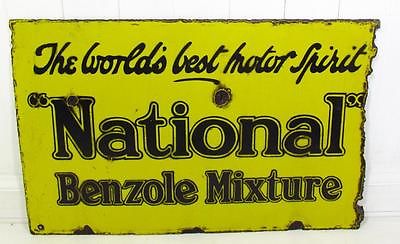 The World's best motor Spirit
"National"
Benzole Mixture